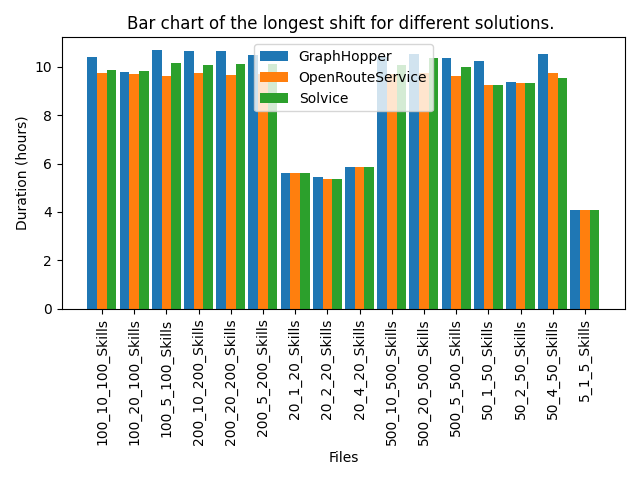 Bar chart of the longest shift for different solutions.
GraphHopper
OpenRouteService
Solvice
Duration (hours)
10
8
6
4
2
0
100_10_100_Skills
100_20_100_Skills
100_5_100_Skills
200_10_200_Skills
200_20_200_Skills
200_5_200_Skills
20_1_20_Skills
20_2_20_Skills
20_4_20_Skills
500_10_500_Skills
500_20_500_Skills
500_5_500_Skills
50_1_50_Skills
50_2_50_Skills
50_4_50_Skills
5_1_5_Skills
Files